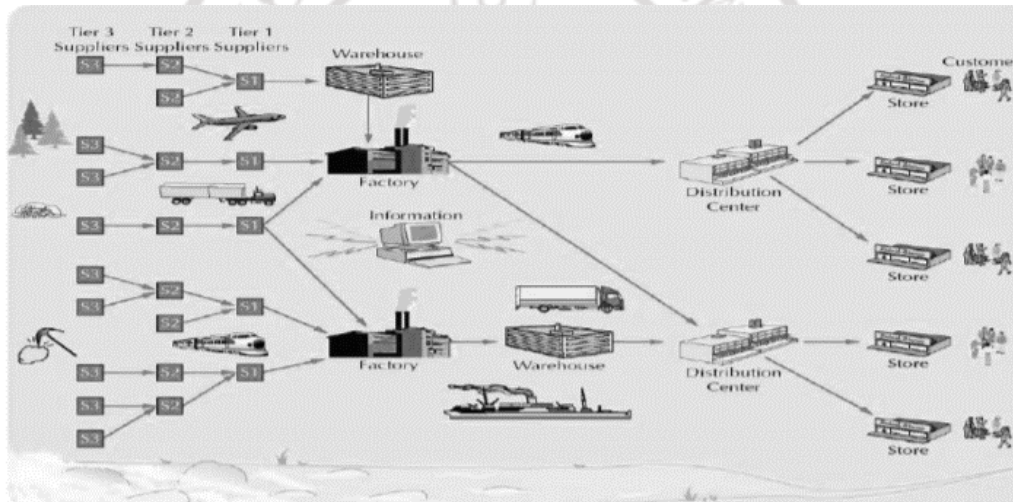 Tier 3 Tier 2 Tier 1
Suppliers Suppliers Suppliers
Warehouse
Custome
S3 S2
S1
S2
Store
S3
S2 S1
S3
Factory
Distribution
Center
Store
Information
S3 S2 S1
Store
S3
S2
S3 S1
S2
Factory
Warehouse
Distribution
Center
Store
S3 S2 S1
S3 S2
S3
Store